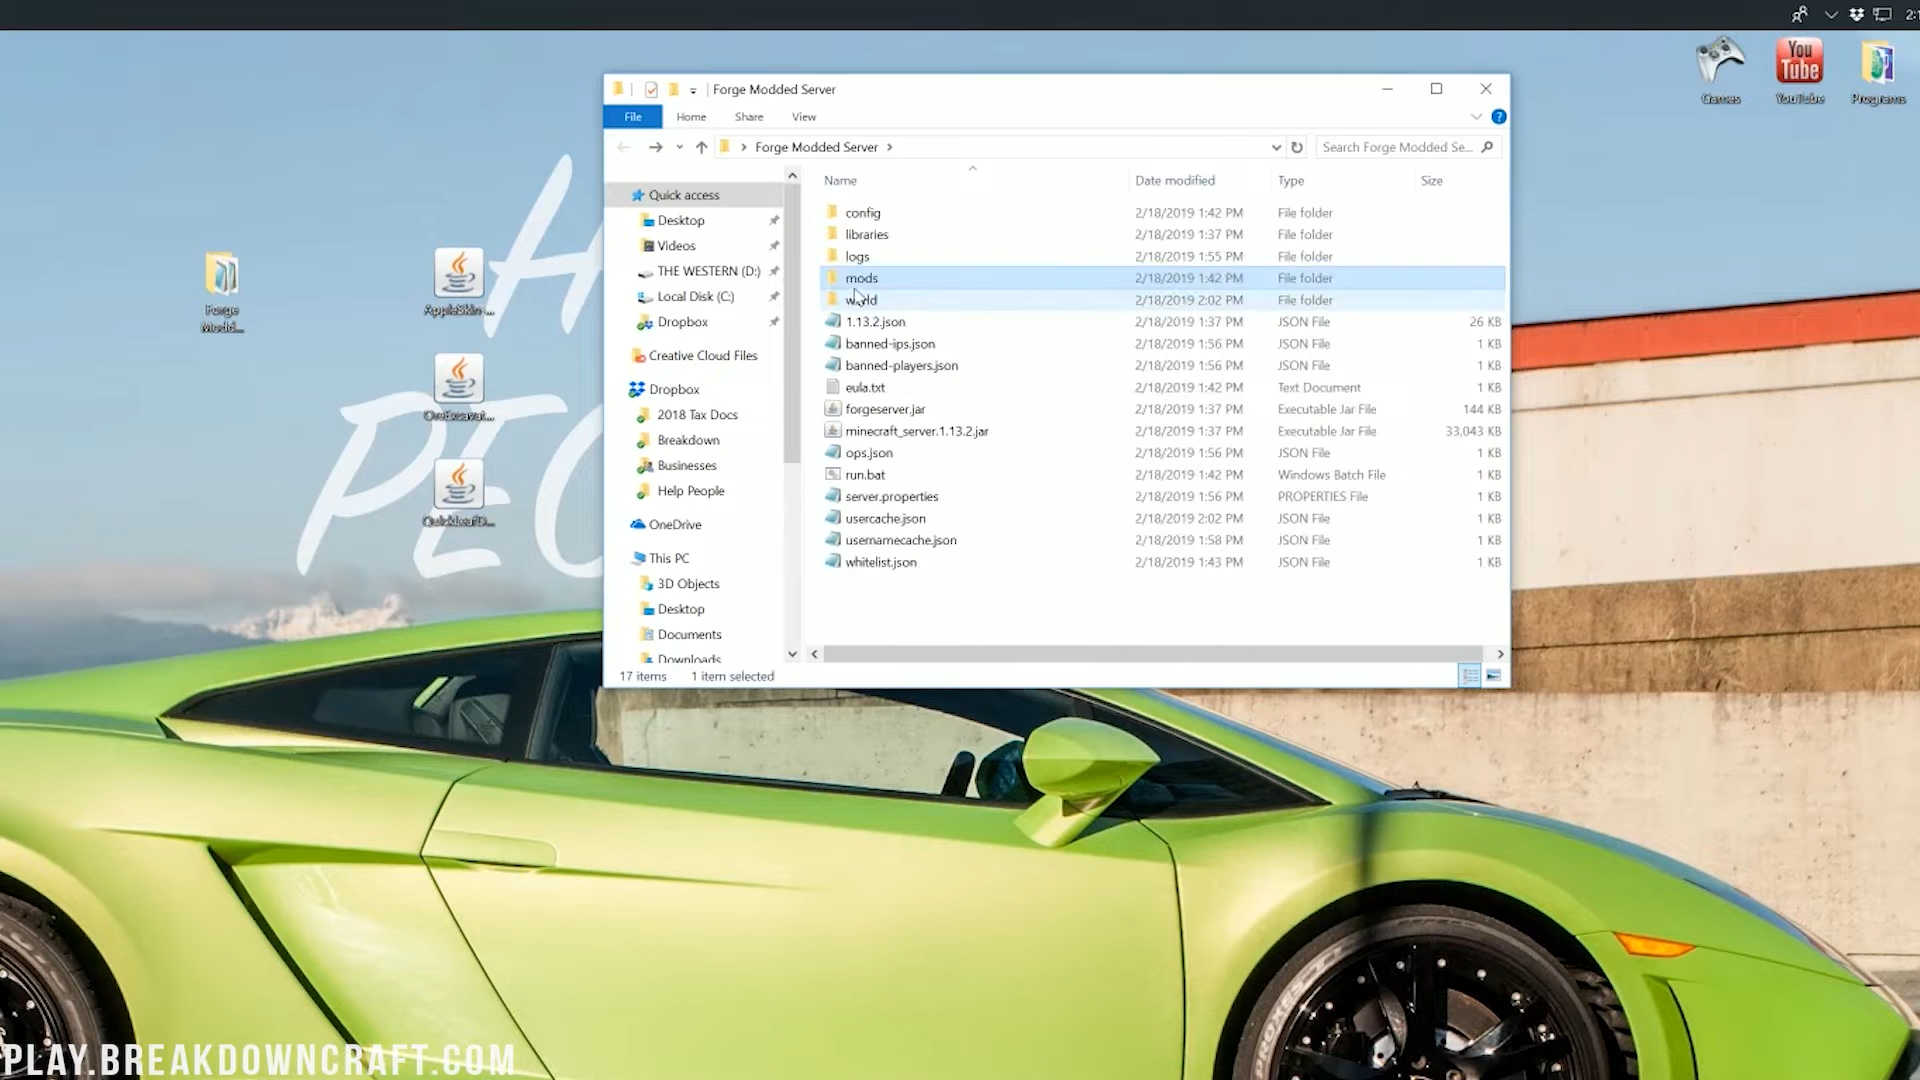 2:1
Games
YouTube
Programs
Forge
Modd...
AppleSkin-...
OreExcavat...
QuickLeafD...
Forge Modded Server
File Home Share View
Forge Modded Server
Search Forge Modded Se...
Quick access
Desktop
Videos
THE WESTERN (D:)
Local Disk (C:)
Dropbox
Creative Cloud Files
Dropbox
2018 Tax Docs
Breakdown
Businesses
Help People
OneDrive
This PC
3D Objects
Desktop
Documents
Downloads
Name Date modified Type Size
config 2/18/2019 1:42 PM File folder
libraries 2/18/2019 1:37 PM File folder
logs 2/18/2019 1:55 PM File folder
mods 2/18/2019 1:42 PM File folder
world 2/18/2019 2:02 PM File folder
1.13.2.json 2/18/2019 1:37 PM JSON File 26 KB
banned-ips.json 2/18/2019 1:56 PM JSON File 1 KB
banned-players.json 2/18/2019 1:56 PM JSON File 1 KB
eula.txt 2/18/2019 1:42 PM Text Document 1 KB
forgeserver.jar 2/18/2019 1:37 PM Executable Jar File 144 KB
minecraft_server.1.13.2.jar 2/18/2019 1:37 PM Executable Jar File 33,043 KB
ops.json 2/18/2019 1:56 PM JSON File 1 KB
run.bat 2/18/2019 1:42 PM Windows Batch File 1 KB
server.properties 2/18/2019 1:56 PM PROPERTIES File 1 KB
usercache.json 2/18/2019 2:02 PM JSON File 1 KB
usernamecache.json 2/18/2019 1:58 PM JSON File 1 KB
whitelist.json 2/18/2019 1:43 PM JSON File 1 KB
17 items 1 item selected
H
PEO
PLAY.BREAKDOWNCRAFT.COM